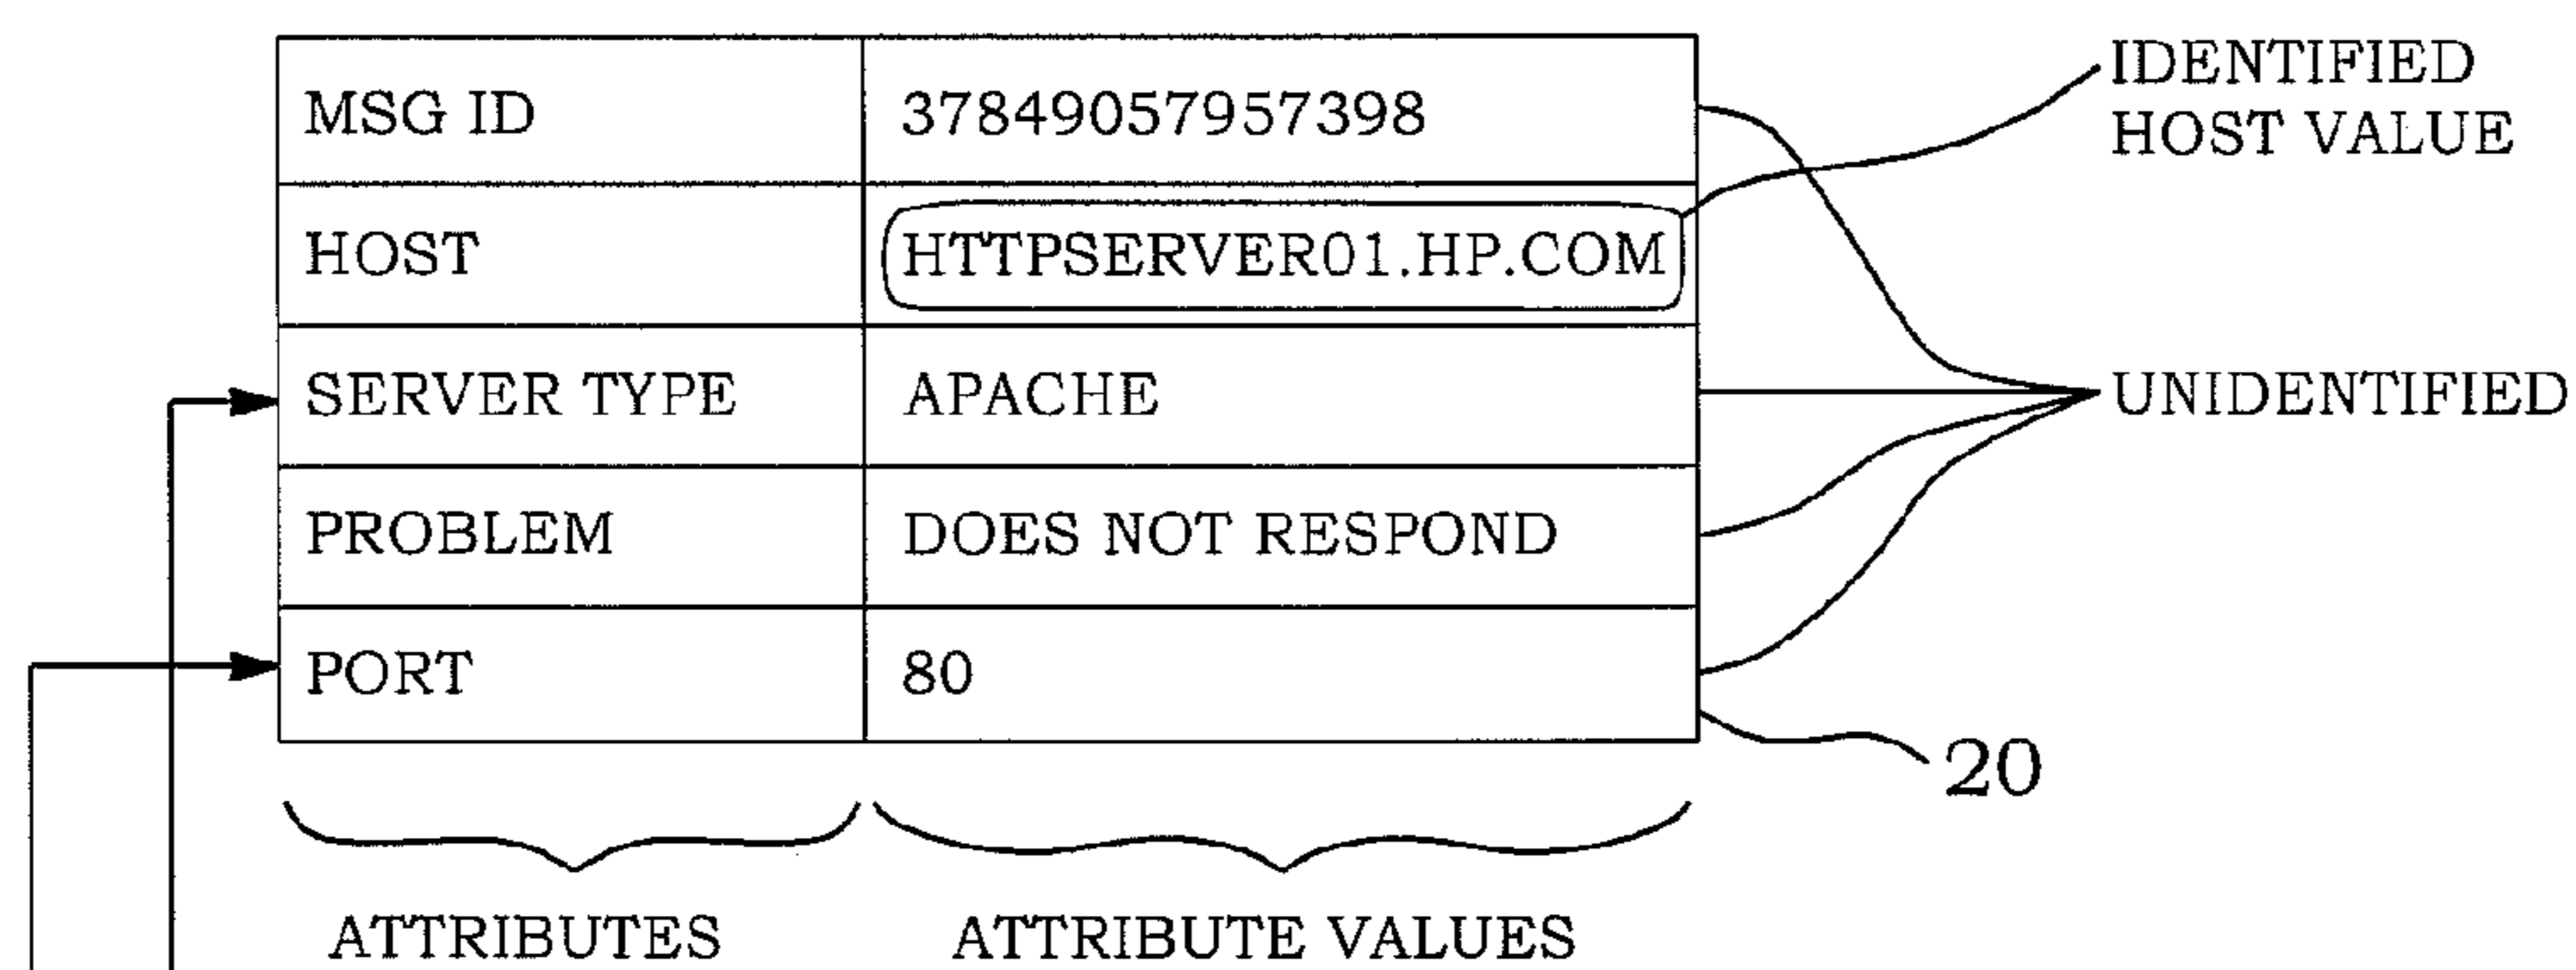 MSG ID 37849057957398
IDENTIFIED
HOST VALUE
HOST HTTPSERVER01.HP.COM
SERVER TYPE APACHE
UNIDENTIFIED
PROBLEM DOES NOT RESPOND
PORT 80
20
ATTRIBUTES ATTRIBUTE VALUES